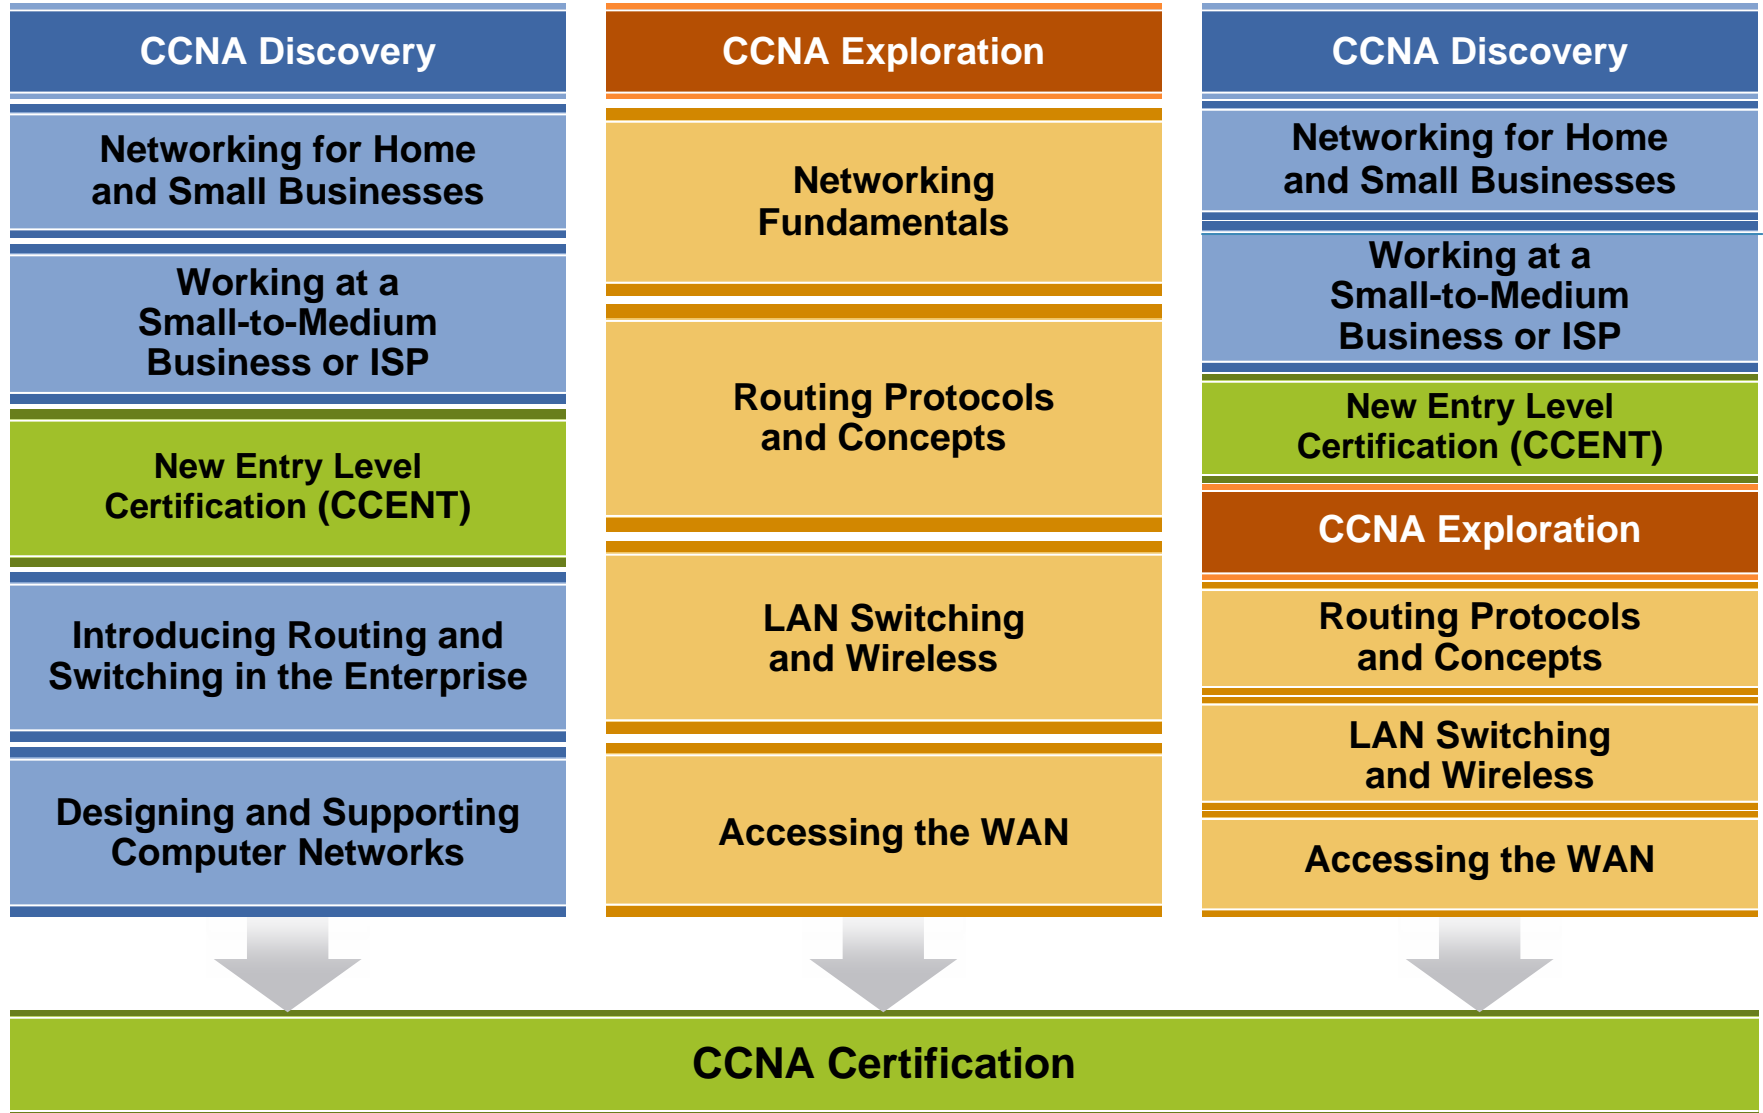 CCNA Discovery
Networking for Home
and Small Businesses
Working at a
Small-to-Medium
Business or ISP
New Entry Level
Certification (CCENT)
Introducing Routing and
Switching in the Enterprise
Designing and Supporting
Computer Networks
CCNA Exploration
Networking
Fundamentals
Routing Protocols
and Concepts
LAN Switching
and Wireless
Accessing the WAN
CCNA Discovery
Networking for Home
and Small Businesses
Working at a
Small-to-Medium
Business or ISP
New Entry Level
Certification (CCENT)
CCNA Exploration
Routing Protocols
and Concepts
LAN Switching
and Wireless
Accessing the WAN
CCNA Certification